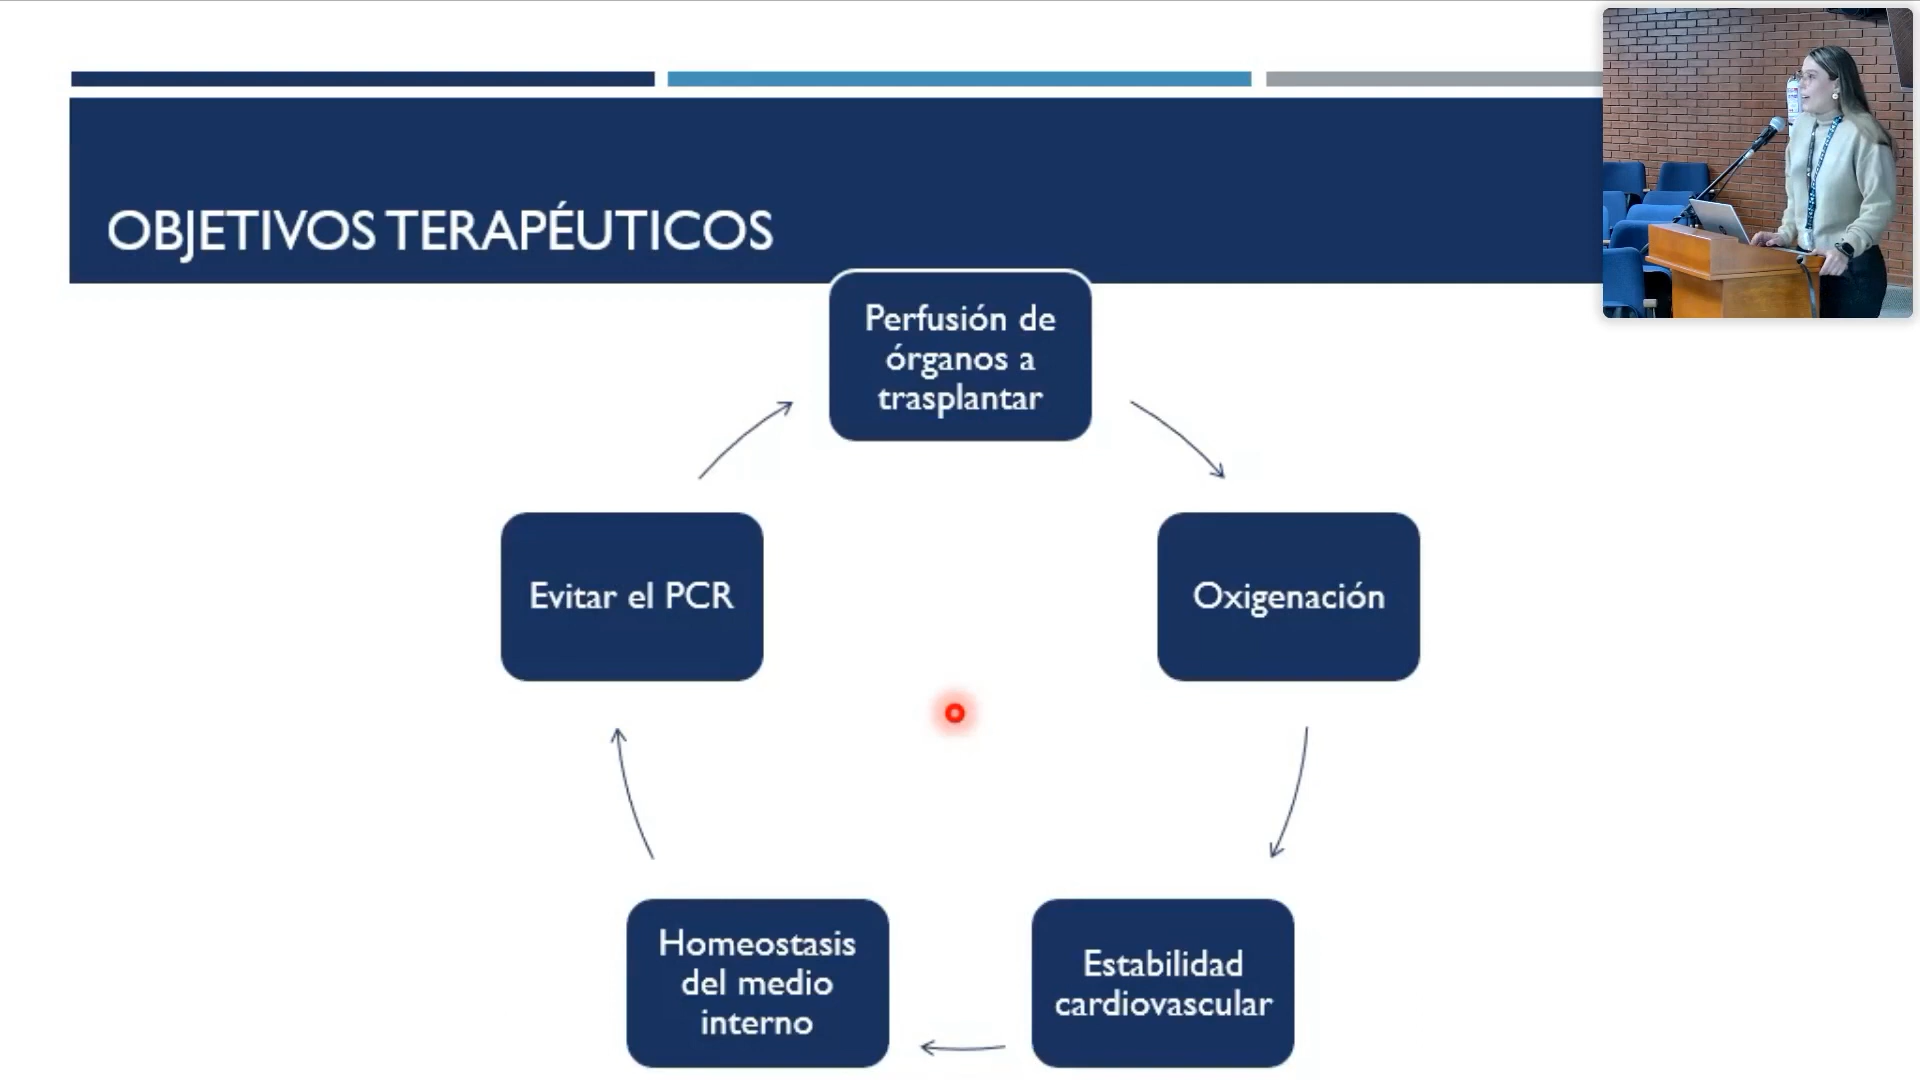 OBJETIVOS TERAPÉUTICOS
Perfusión de
órganos a
trasplantar
Evitar el PCR
Oxigenación
Homeostasis
del medio
interno
Estabilidad
cardiovascular